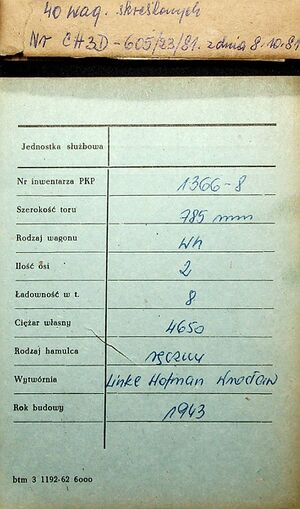 40 wag. skreślonych
Nr CH3D-605/23/81. z dnia 8.10.81
Jednostka służbowa
Nr inwentarza PKP 1366-8
Szerokość toru 785 mm
Rodzaj wagonu Wh
Ilość osi 2
Ładowność w t. 8
Ciężar własny 4650
Rodzaj hamulca ręczny
Wytwórnia Linke Hofman Wrocław
Rok budowy 1943
btm 3 1192-62 6000